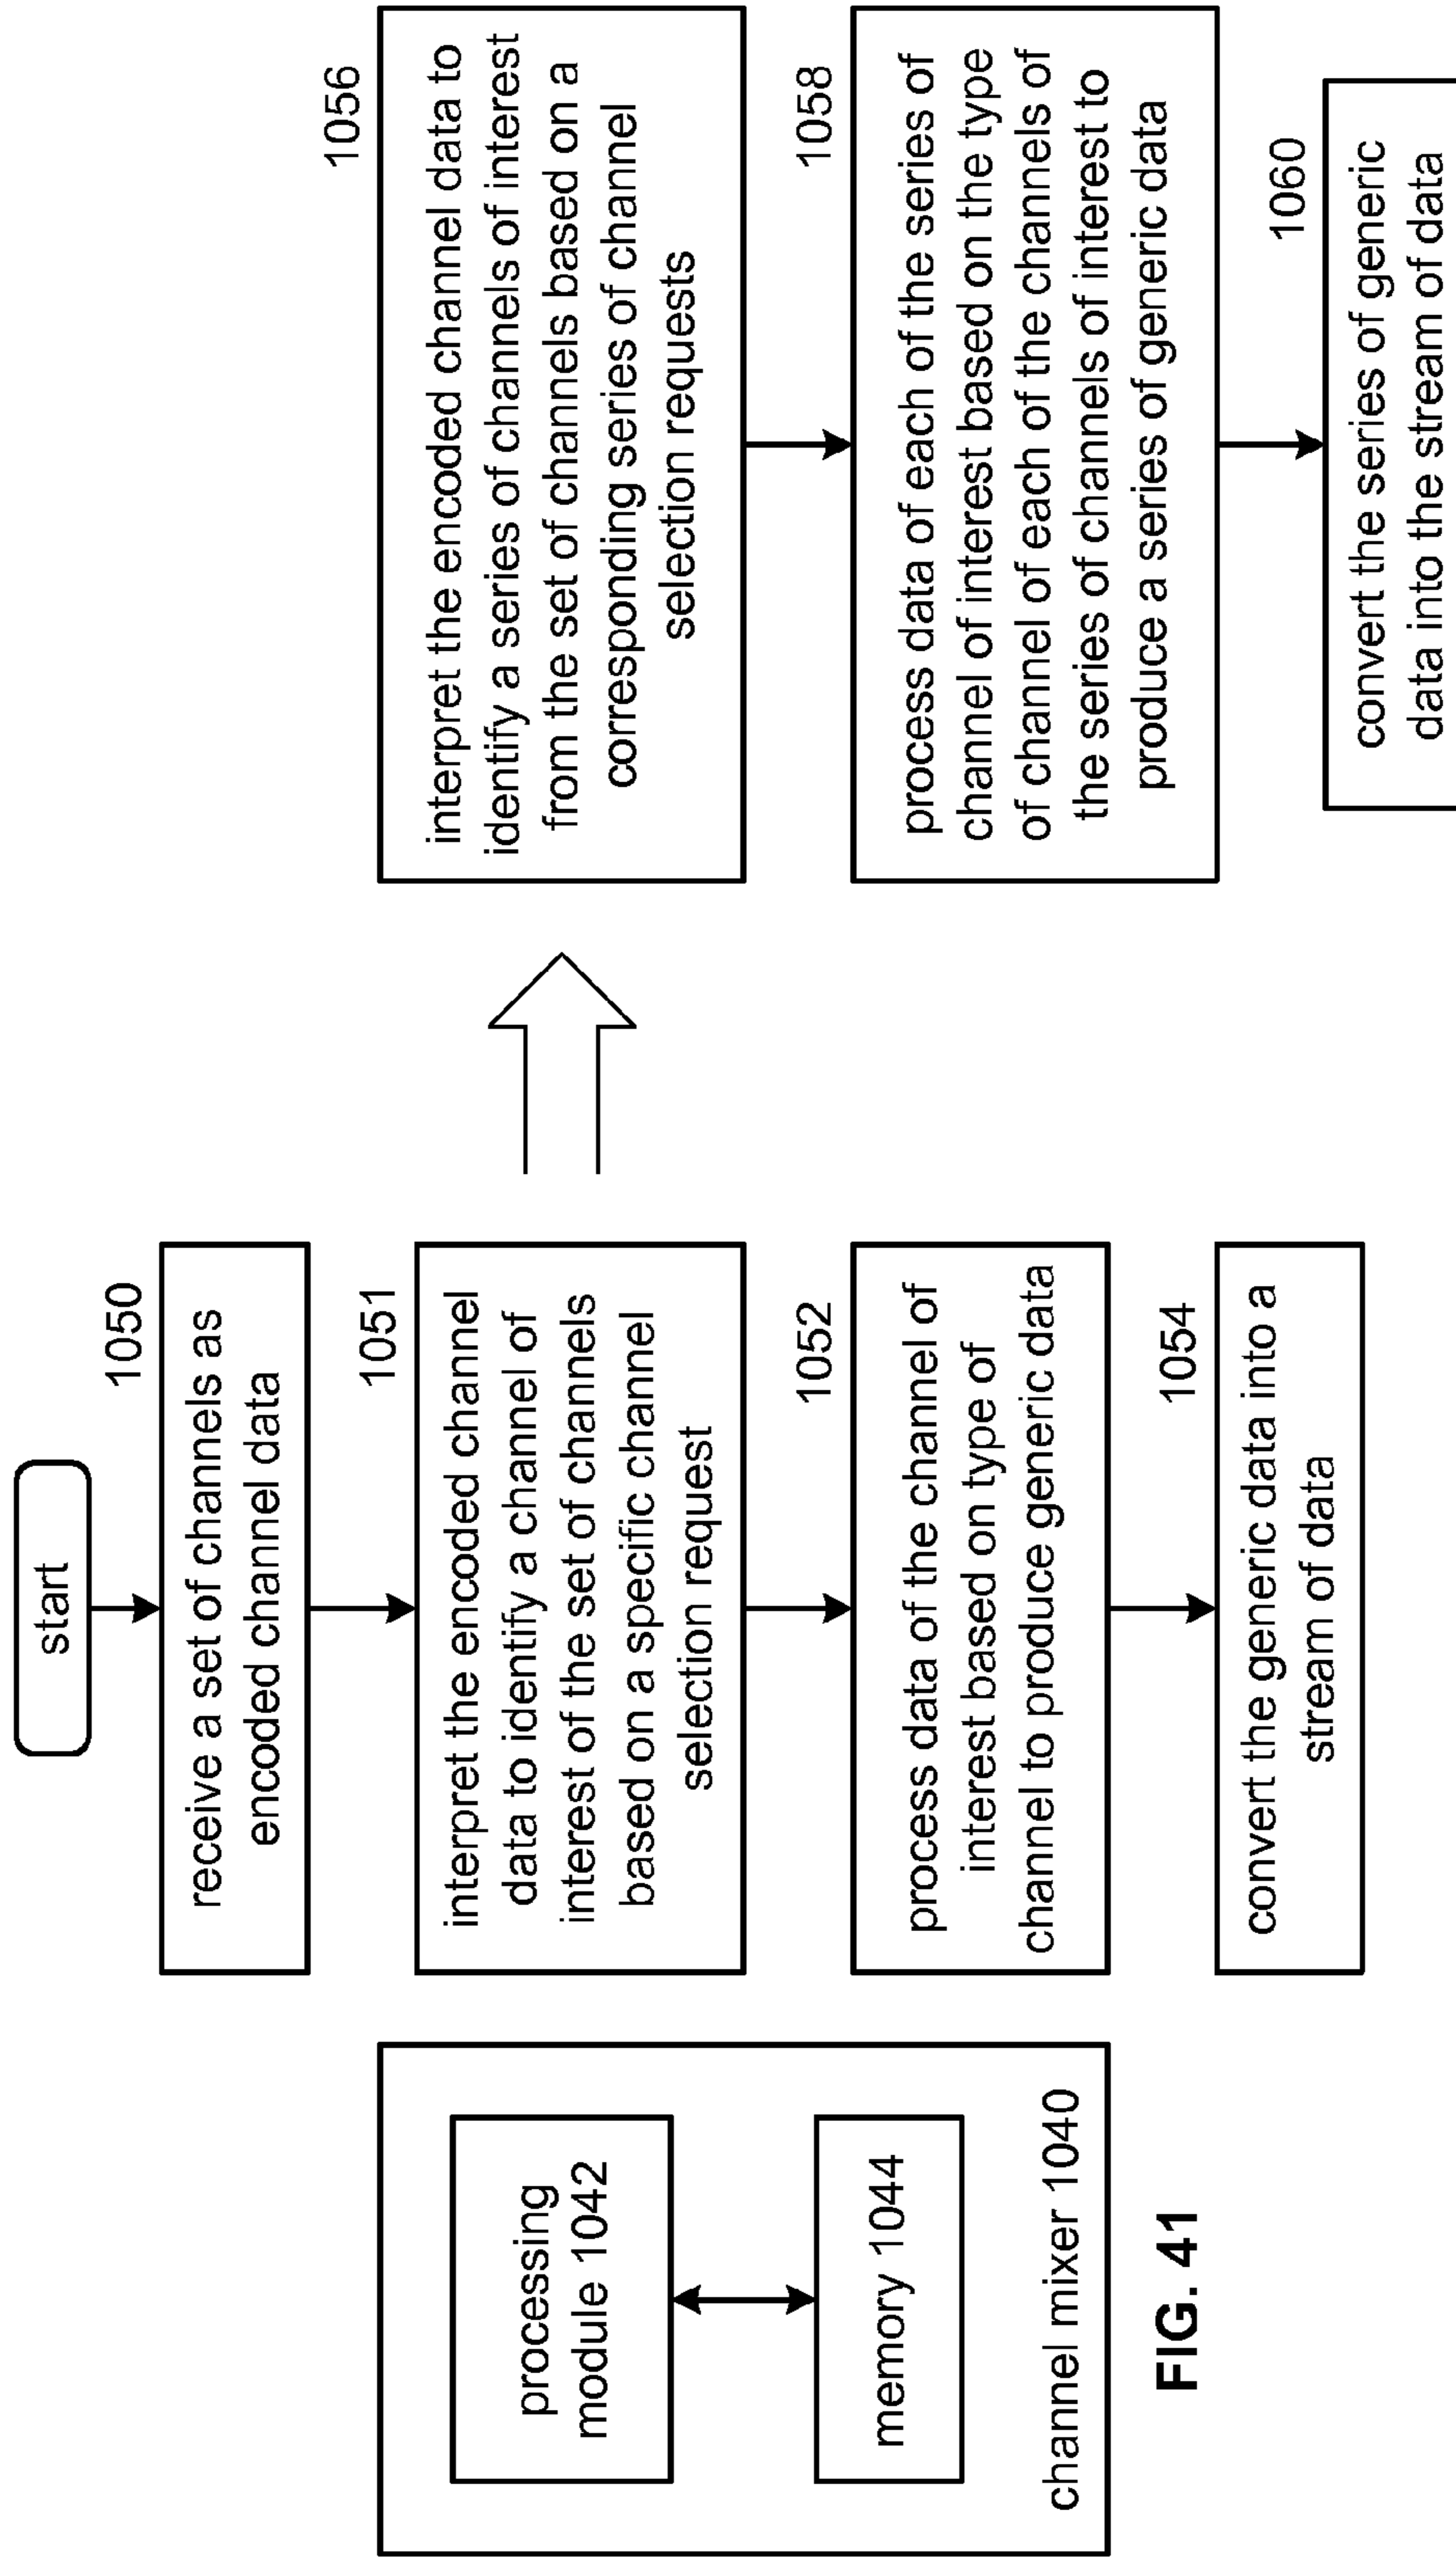 start
1050
receive a set of channels as
encoded channel data
1051
interpret the encoded channel
data to identify a channel of
interest of the set of channels
based on a specific channel
selection request
1052
process data of the channel of
interest based on type of
channel to produce generic data
1054
convert the generic data into a
stream of data
1056
interpret the encoded channel data to
identify a series of channels of interest
from the set of channels based on a
corresponding series of channel
selection requests
1058
process data of each of the series of
channel of interest based on the type
of channel of each of the channels of
the series of channels of interest to
produce a series of generic data
1060
convert the series of generic
data into the stream of data
processing
module 1042
memory 1044
channel mixer 1040
FIG. 41